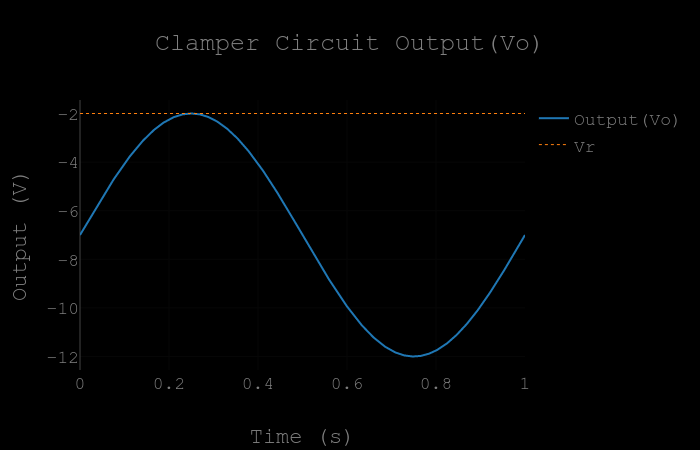 Clamper Circuit Output(Vo)
Output (V)
−2
−4
−6
−8
−10
−12
0 0.2 0.4 0.6 0.8 1
Time (s)
Output(Vo)
Vr